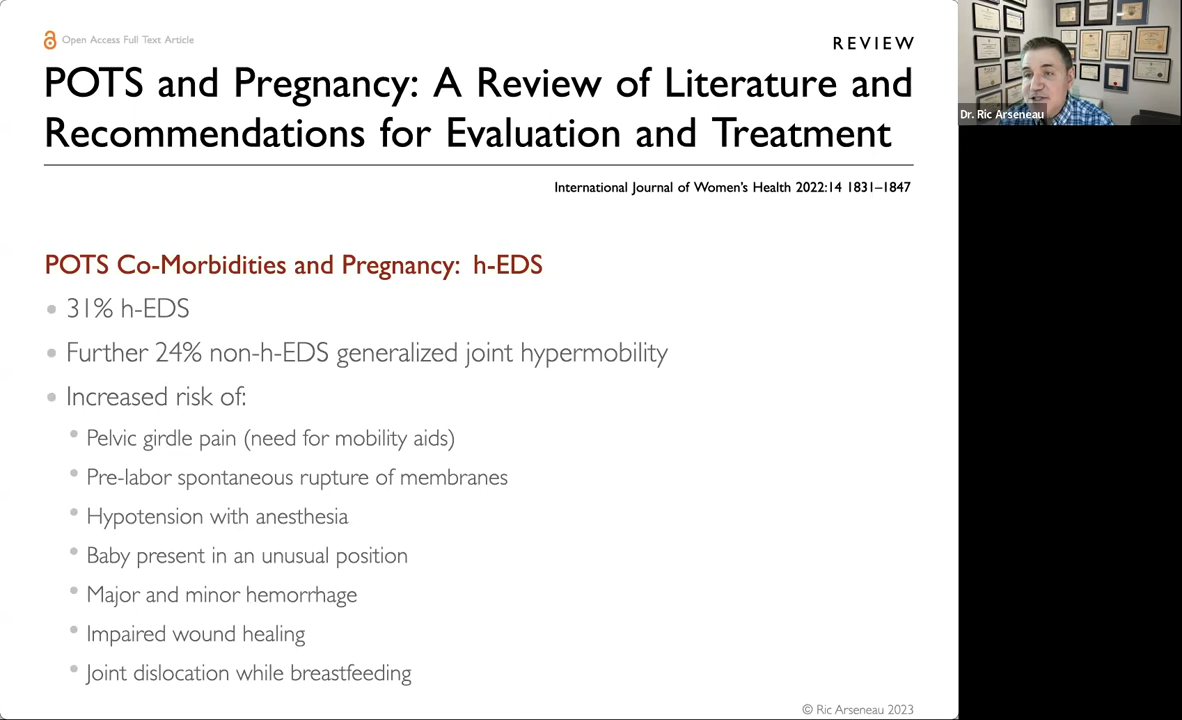 Open Access Full Text Article
REVIEW
POTS and Pregnancy: A Review of Literature and
Recommendations for Evaluation and Treatment
International Journal of Women's Health 2022:14 1831–1847
POTS Co-Morbidities and Pregnancy: h-EDS
• 31% h-EDS
• Further 24% non-h-EDS generalized joint hypermobility
• Increased risk of:
• Pelvic girdle pain (need for mobility aids)
• Pre-labor spontaneous rupture of membranes
• Hypotension with anesthesia
• Baby present in an unusual position
• Major and minor hemorrhage
• Impaired wound healing
• Joint dislocation while breastfeeding
© Ric Arseneau 2023
Dr. Ric Arseneau